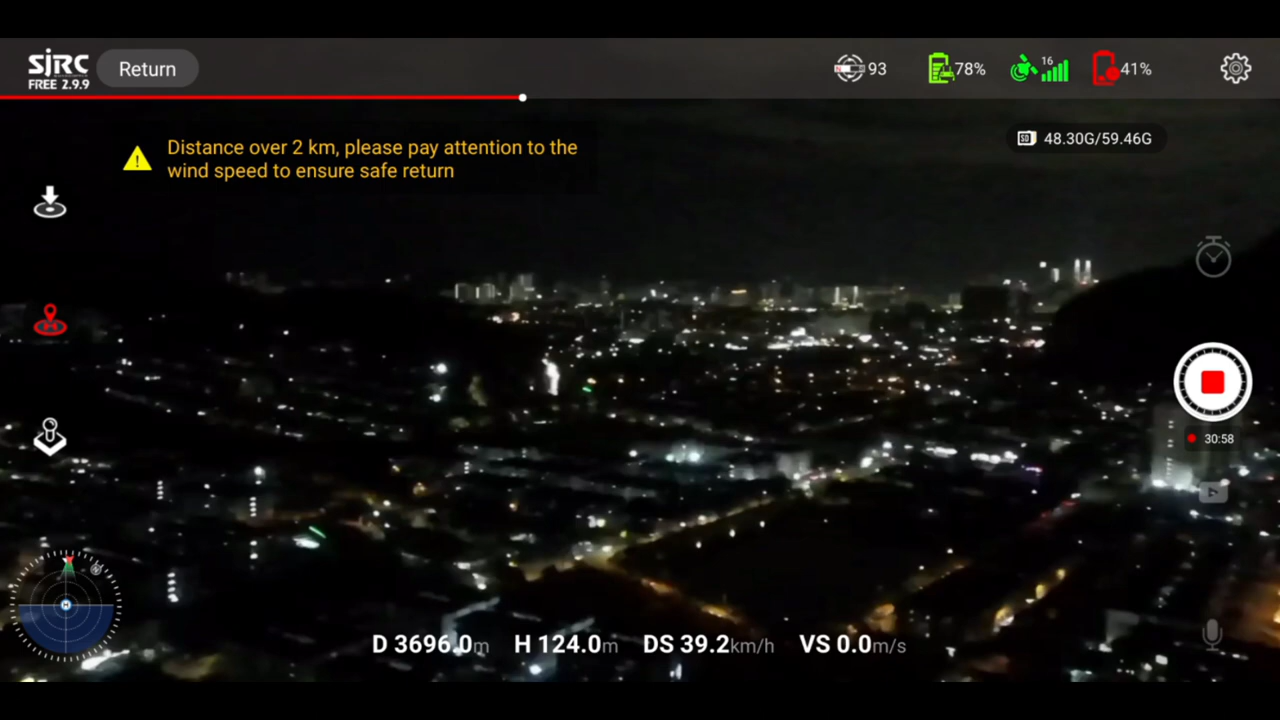 SJRC
FREE 2.9.9
Return
93
78%
16
41%
SD 48.30G/59.46G
Distance over 2 km, please pay attention to the
wind speed to ensure safe return
30:58
H
D 3696.0m H 124.0m DS 39.2km/h VS 0.0m/s